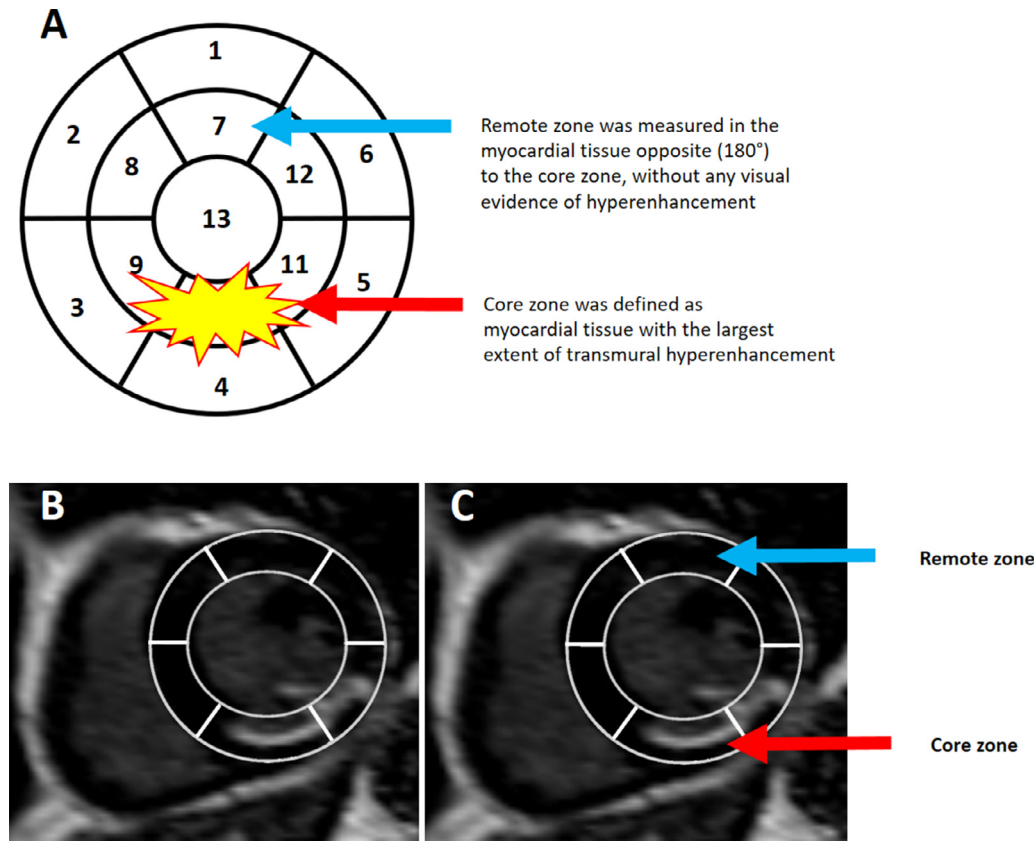 A
1
2
7
6
8
12
13
9
11
3
5
4
Remote zone was measured in the
myocardial tissue opposite (180°)
to the core zone, without any visual
evidence of hyperenhancement
Core zone was defined as
myocardial tissue with the largest
extent of transmural hyperenhancement
B
C
Remote zone
Core zone